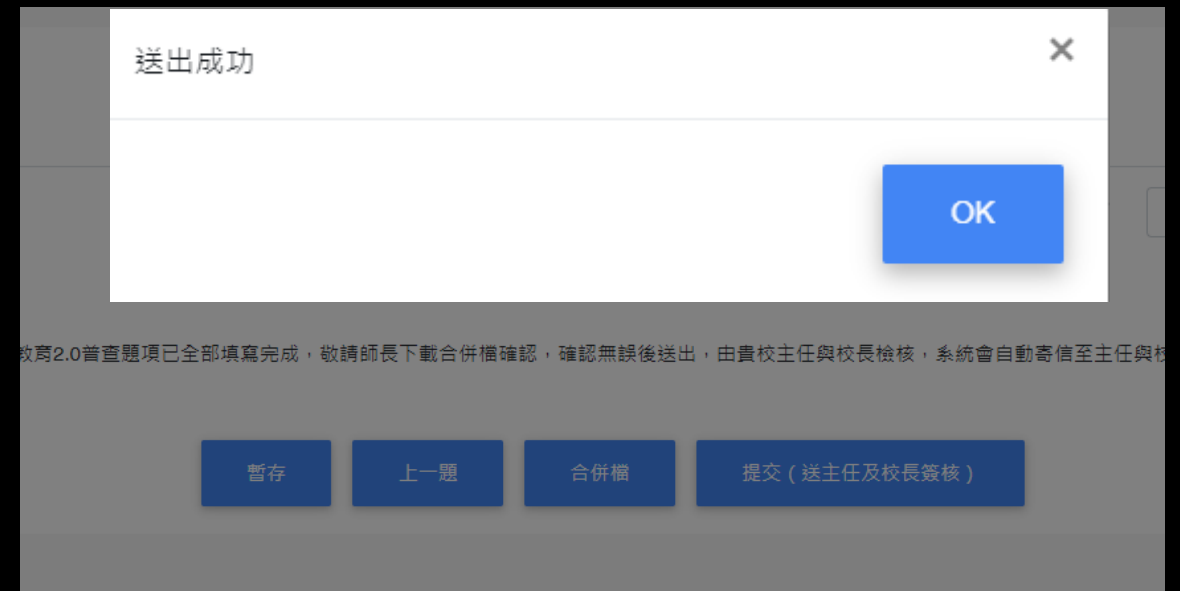 送出成功
×
OK
教育2.0普查題項已全部填寫完成，敬請師長下載合併檔確認，確認無誤後送出，由貴校主任與校長檢核，系統會自動寄信至主任與校
暫存
上一題
合併檔
提交 ( 送主任及校長簽核 )